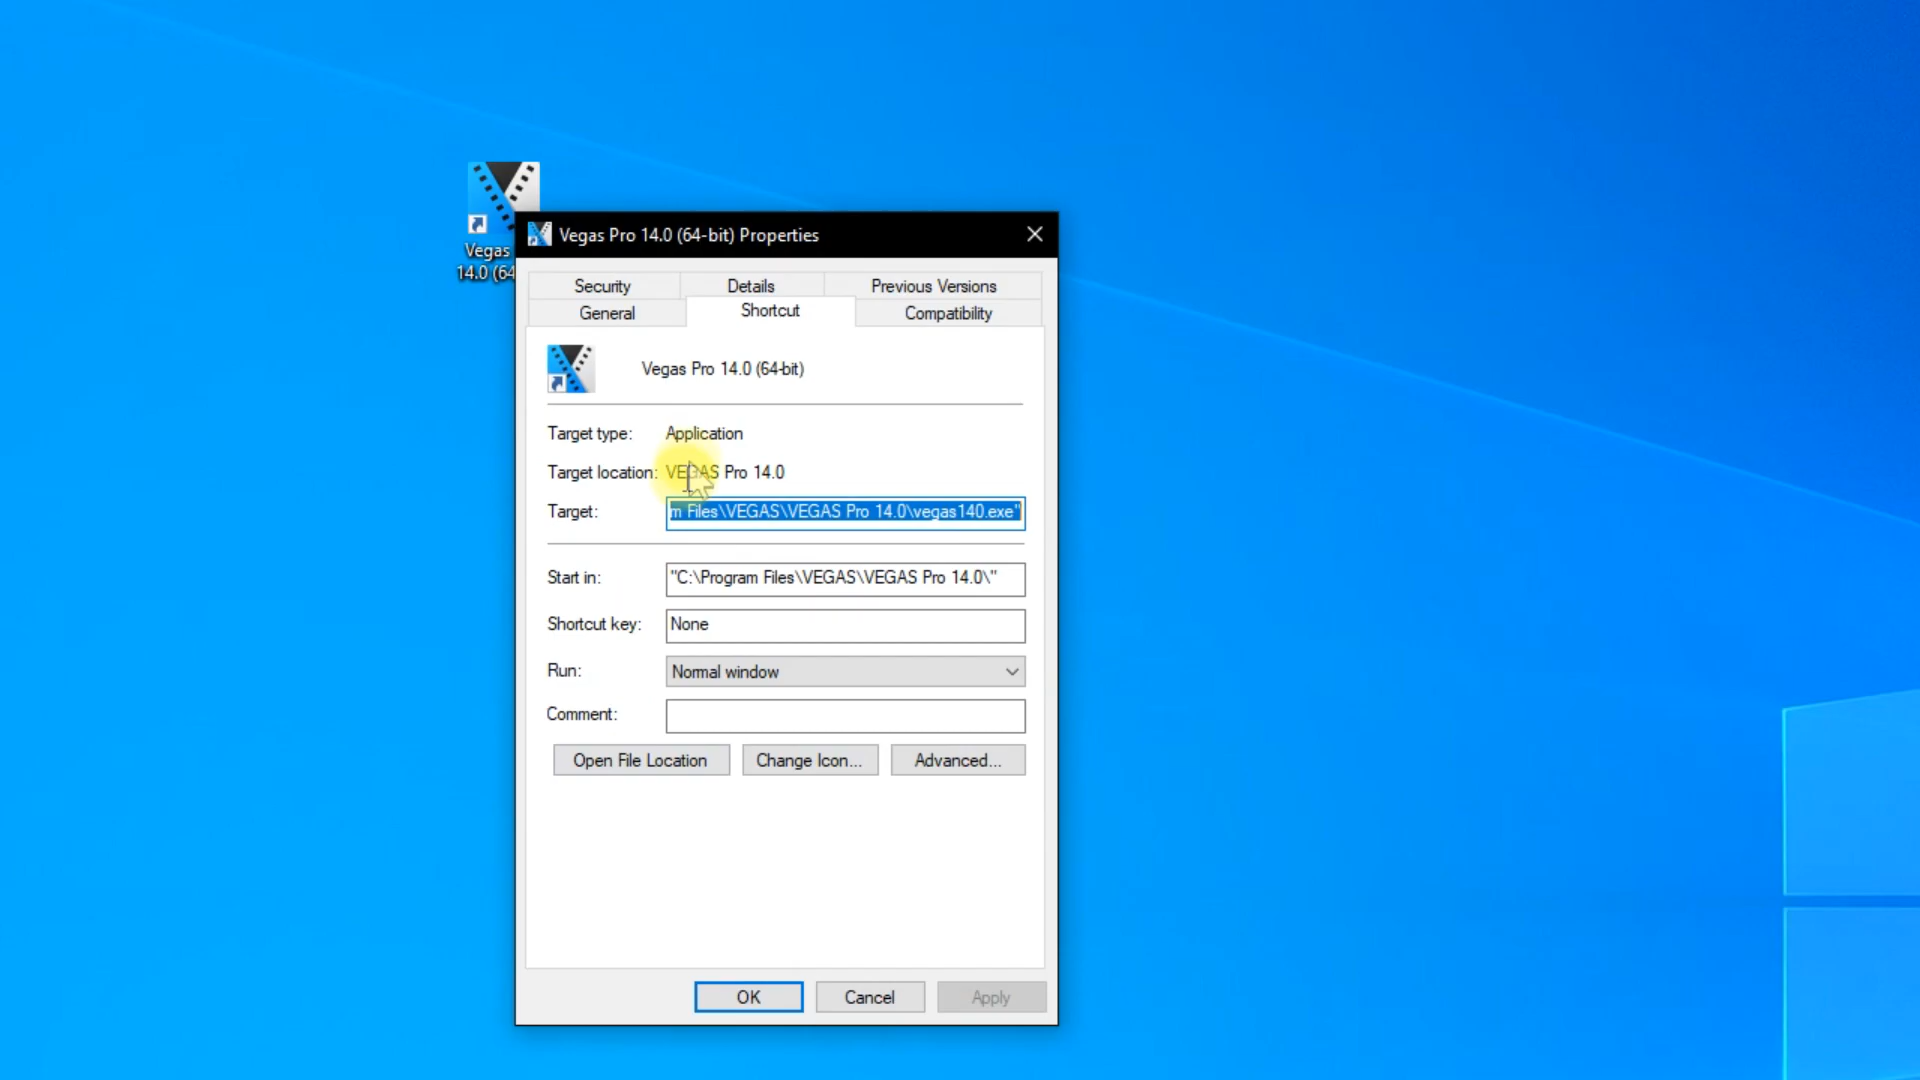 Vegas
14.0 (64
Vegas Pro 14.0 (64-bit) Properties
Security Details Previous Versions
General Shortcut Compatibility
Vegas Pro 14.0 (64-bit)
Target type: Application
Target location: VEGAS Pro 14.0
Target: m Files\VEGAS\VEGAS Pro 14.0\vegas140.exe"
Start in: "C:\Program Files\VEGAS\VEGAS Pro 14.0\"
Shortcut key: None
Run: Normal window
Comment:
Open File Location Change Icon... Advanced...
OK Cancel Apply